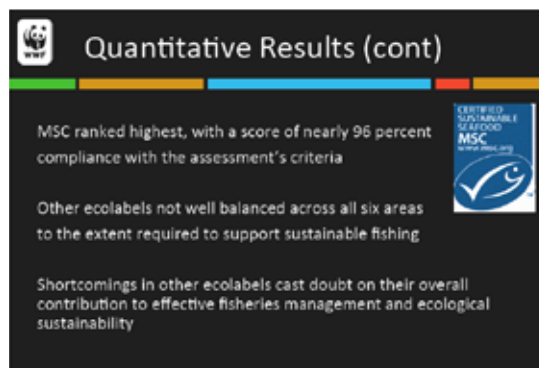 WWF
Quantitative Results (cont)
CERTIFIED
SUSTAINABLE
SEAFOOD
MSC
www.msc.org
MSC ranked highest, with a score of nearly 96 percent
compliance with the assessment's criteria
Other ecolabels not well balanced across all six areas
to the extent required to support sustainable fishing
Shortcomings in other ecolabels cast doubt on their overall
contribution to effective fisheries management and ecological
sustainability